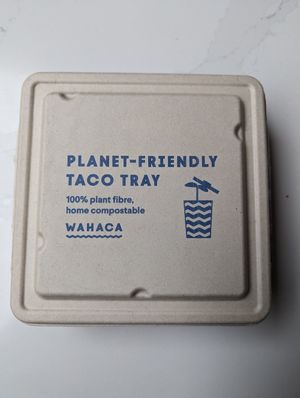 PLANET-FRIENDLY
TACO TRAY
100% plant fibre,
home compostable
WAHACA